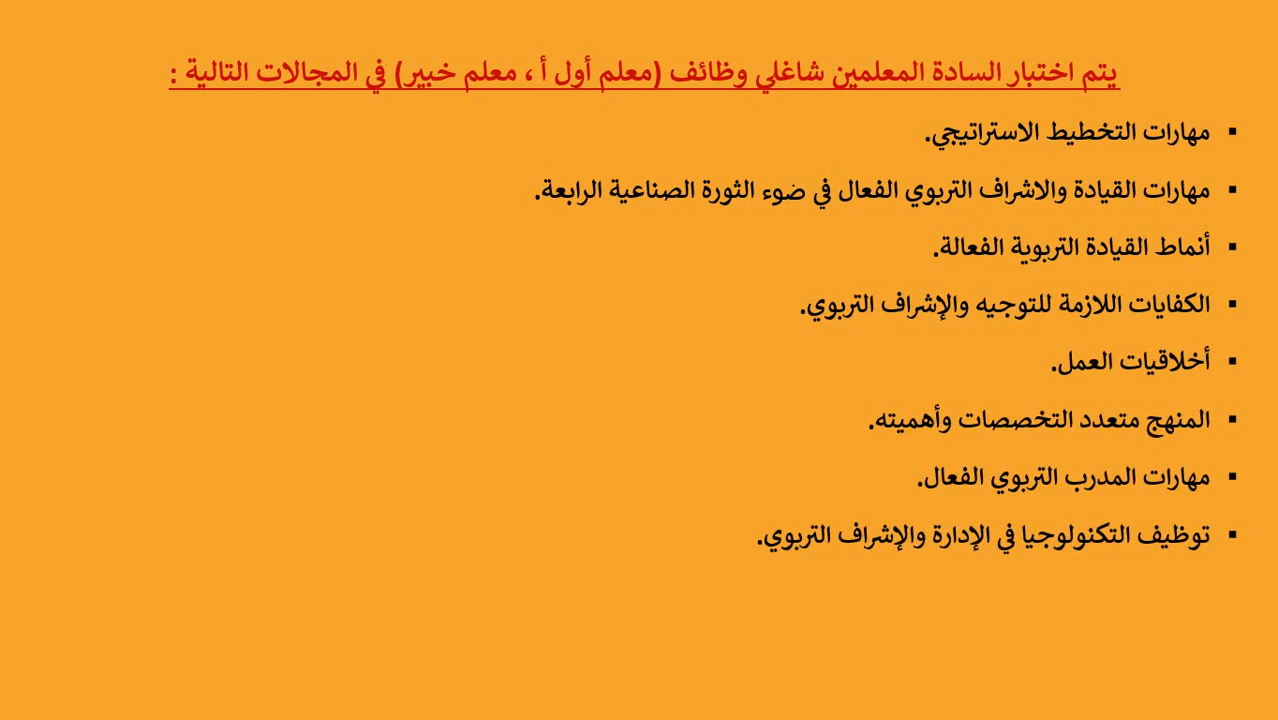 يتم اختبار السادة المعلمين شاغلي وظائف (معلم أول أ ، معلم خبير) في المجالات التالية :
▪ مهارات التخطيط الاستراتيجي.
▪ مهارات القيادة والاشراف التربوي الفعال في ضوء الثورة الصناعية الرابعة.
▪ أنماط القيادة التربوية الفعالة.
▪ الكفايات اللازمة للتوجيه والإشراف التربوي.
▪ أخلاقيات العمل.
▪ المنهج متعدد التخصصات وأهميته.
▪ مهارات المدرب التربوي الفعال.
▪ توظيف التكنولوجيا في الإدارة والإشراف التربوي.